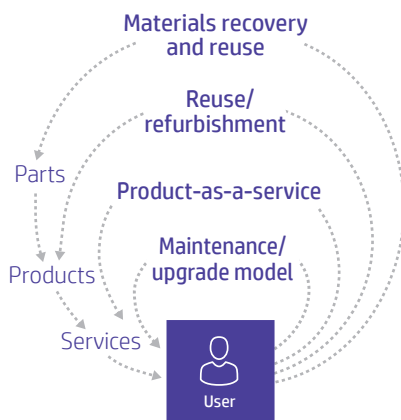 Materials recovery
and reuse
Reuse/
refurbishment
Parts
Product-as-a-service
Maintenance/
upgrade model
Products
Services
User